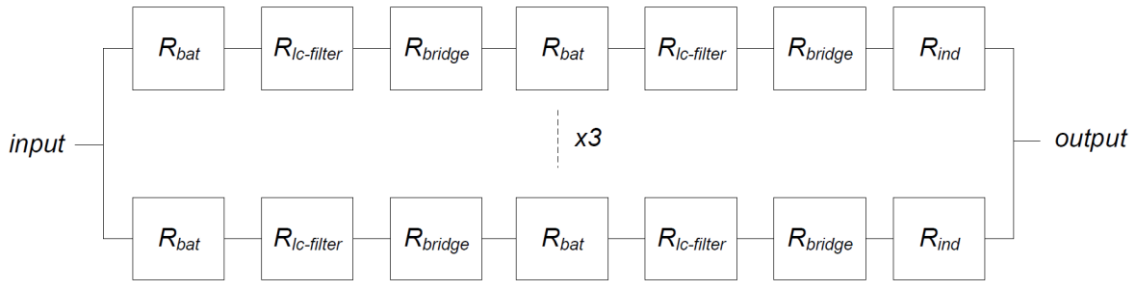 R_bat R_lc-filter R_bridge R_bat R_lc-filter R_bridge R_ind
input x3 output
R_bat R_lc-filter R_bridge R_bat R_lc-filter R_bridge R_ind